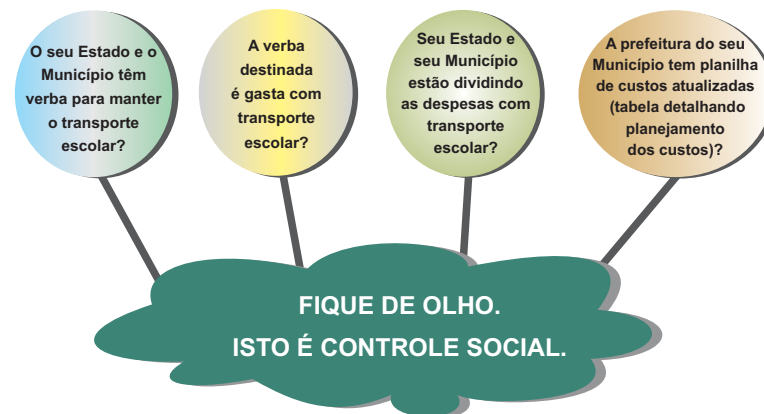 O seu Estado e o
Município têm
verba para manter
o transporte
escolar?
A verba
destinada
é gasta com
transporte
escolar?
Seu Estado e
seu Município
estão dividindo
as despesas com
transporte
escolar?
A prefeitura do seu
Município tem planilha
de custos atualizadas
(tabela detalhando
planejamento
dos custos)?
FIQUE DE OLHO.
ISTO É CONTROLE SOCIAL.